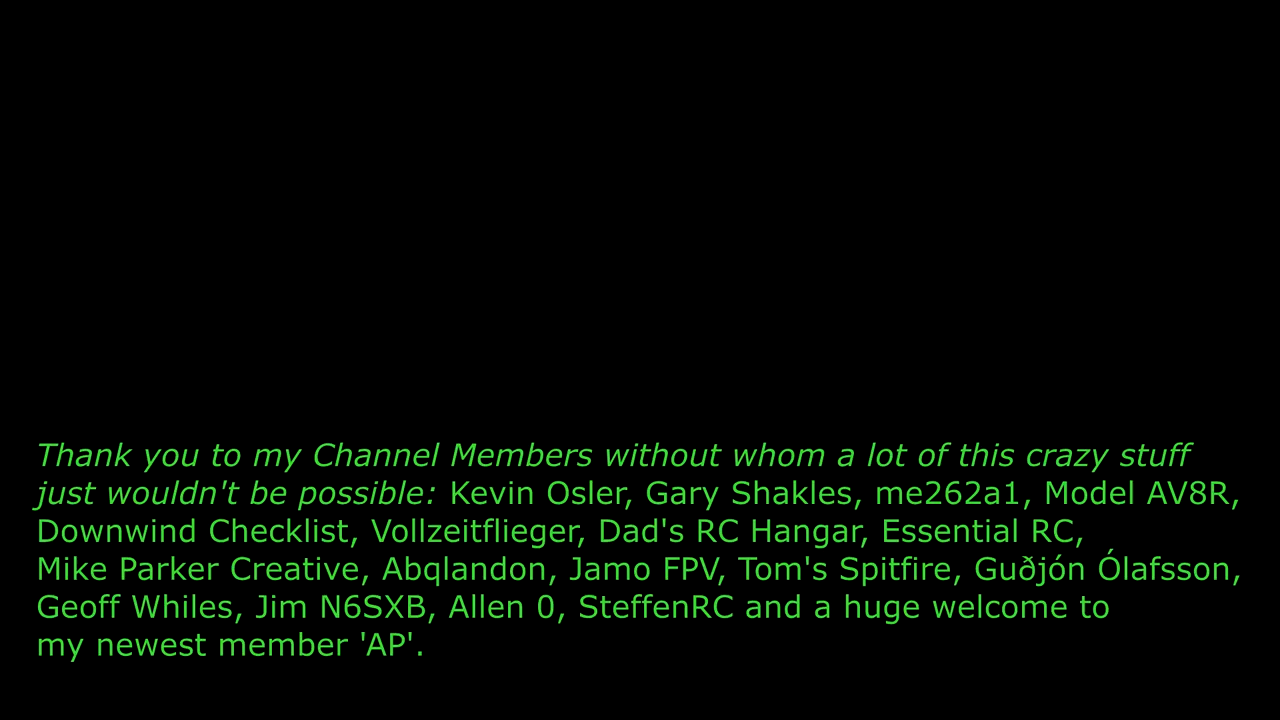 Thank you to my Channel Members without whom a lot of this crazy stuff
just wouldn't be possible: Kevin Osler, Gary Shakles, me262a1, Model AV8R,
Downwind Checklist, Vollzeitflieger, Dad's RC Hangar, Essential RC,
Mike Parker Creative, Abqlandon, Jamo FPV, Tom's Spitfire, Guðjón Ólafsson,
Geoff Whiles, Jim N6SXB, Allen 0, SteffenRC and a huge welcome to
my newest member 'AP'.